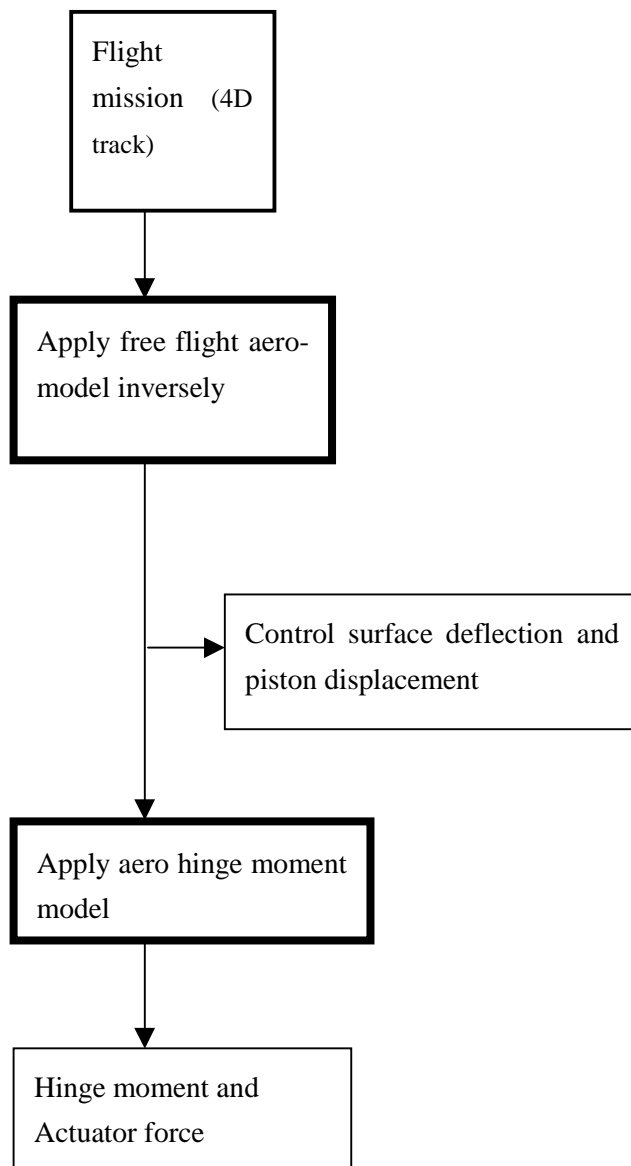 Flight
mission (4D
track)
Apply free flight aero-
model inversely
Control surface deflection and
piston displacement
Apply aero hinge moment
model
Hinge moment and
Actuator force